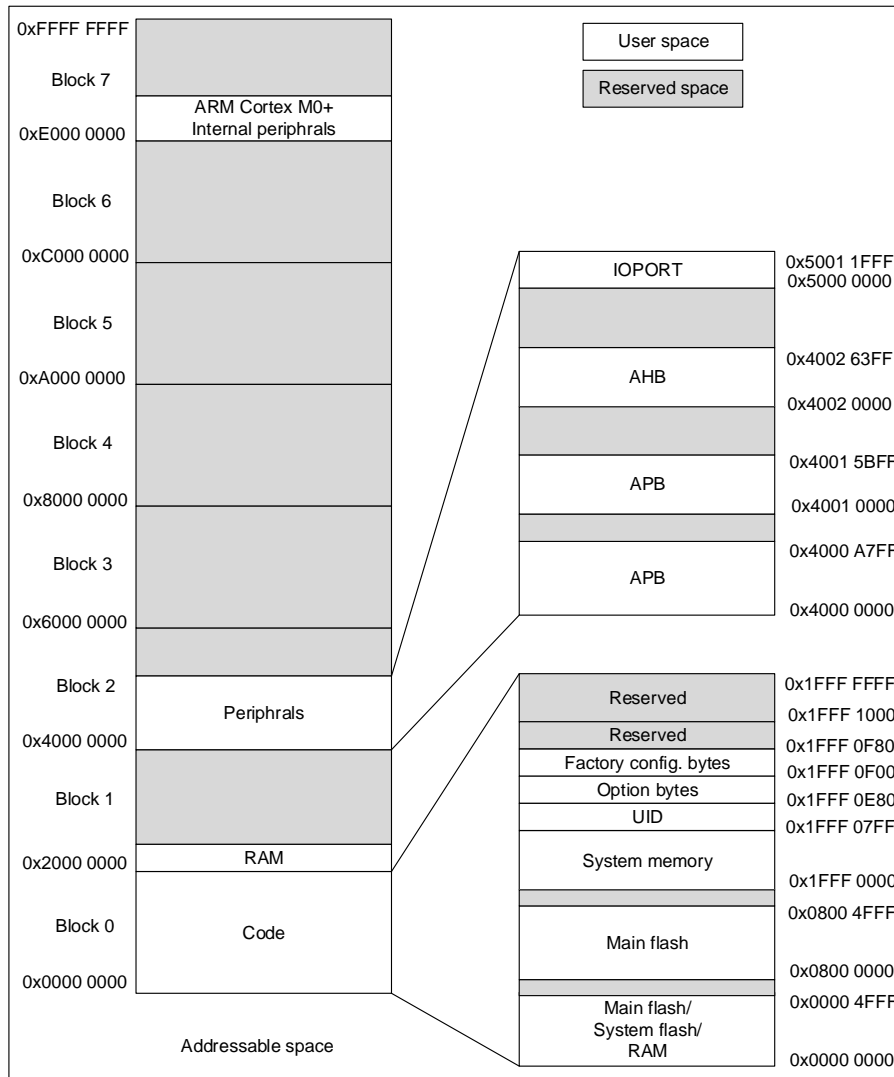 0xFFFF FFFF
Block 7
ARM Cortex M0+
Internal periphrals
0xE000 0000
Block 6
0xC000 0000
Block 5
0xA000 0000
Block 4
0x8000 0000
Block 3
0x6000 0000
Block 2
Periphrals
0x4000 0000
Block 1
0x2000 0000
RAM
Block 0
Code
0x0000 0000
Addressable space
User space
Reserved space
IOPORT
0x5001 1FFF
0x5000 0000
AHB
0x4002 63FF
0x4002 0000
APB
0x4001 5BFF
0x4001 0000
APB
0x4000 A7FF
0x4000 0000
Reserved
0x1FFF FFFF
0x1FFF 1000
Reserved
0x1FFF 0F80
Factory config. bytes
0x1FFF 0F00
Option bytes
0x1FFF 0E80
UID
0x1FFF 07FF
System memory
0x1FFF 0000
0x0800 4FFF
Main flash
0x0800 0000
0x0000 4FFF
Main flash/
System flash/
RAM
0x0000 0000